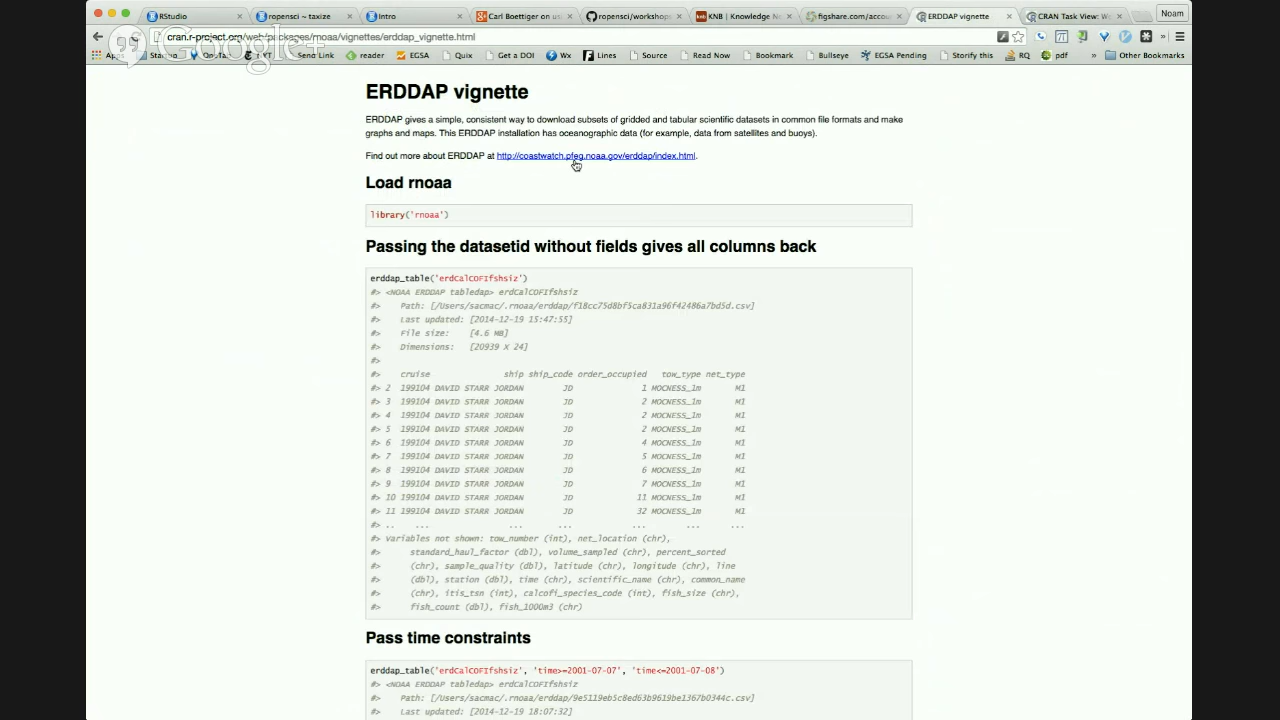 RStudio
ropensci ~ taxize
Intro
Carl Boettiger on us
ropensci/workshops
KNB | Knowledge N
figshare.com/accou
ERDDAP vignette
CRAN Task View: W
Noam
cran.r-project.org/web/packages/rnoaa/vignettes/erddap_vignette.html
Google+
Apps
Startup
YT
Send Link
reader
EGSA
Quix
Get a DOI
Wx
Lines
Source
Read Now
Bookmark
Bullseye
EGSA Pending
Storify this
RQ
pdf
»
Other Bookmarks
ERDDAP vignette
ERDDAP gives a simple, consistent way to download subsets of gridded and tabular scientific datasets in common file formats and make
graphs and maps. This ERDDAP installation has oceanographic data (for example, data from satellites and buoys).
Find out more about ERDDAP at http://coastwatch.pfeg.noaa.gov/erddap/index.html.
Load rnoaa
library('rnoaa')
Passing the datasetid without fields gives all columns back
erddap_table('erdCalCOFIfshsiz')
#> <NOAA ERDDAP tabledap> erdCalCOFIfshsiz
#> Path: [/Users/sacmac/.rnoaa/erddap/f18cc75d8bf5ca831a96f42486a7bd5d.csv]
#> Last updated: [2014-12-19 15:47:55]
#> File size: [4.6 MB]
#> Dimensions: [20939 X 24]
#>
#> cruise ship ship_code order_occupied tow_type net_type
#> 2 199104 DAVID STARR JORDAN JD 1 MOCNESS_1m M1
#> 3 199104 DAVID STARR JORDAN JD 2 MOCNESS_1m M1
#> 4 199104 DAVID STARR JORDAN JD 2 MOCNESS_1m M1
#> 5 199104 DAVID STARR JORDAN JD 2 MOCNESS_1m M1
#> 6 199104 DAVID STARR JORDAN JD 4 MOCNESS_1m M1
#> 7 199104 DAVID STARR JORDAN JD 5 MOCNESS_1m M1
#> 8 199104 DAVID STARR JORDAN JD 6 MOCNESS_1m M1
#> 9 199104 DAVID STARR JORDAN JD 7 MOCNESS_1m M1
#> 10 199104 DAVID STARR JORDAN JD 11 MOCNESS_1m M1
#> 11 199104 DAVID STARR JORDAN JD 32 MOCNESS_1m M1
#> .. ... ... ... ... ... ...
#> Variables not shown: tow_number (int), net_location (chr),
#> standard_haul_factor (dbl), volume_sampled (chr), percent_sorted
#> (chr), sample_quality (dbl), latitude (chr), longitude (chr), line
#> (dbl), station (dbl), time (chr), scientific_name (chr), common_name
#> (chr), itis_tsn (int), calcofi_species_code (int), fish_size (chr),
#> fish_count (dbl), fish_1000m3 (chr)
Pass time constraints
erddap_table('erdCalCOFIfshsiz', 'time>=2001-07-07', 'time<=2001-07-08')
#> <NOAA ERDDAP tabledap> erdCalCOFIfshsiz
#> Path: [/Users/sacmac/.rnoaa/erddap/9e5119eb5c8ed63b9619be1367b0344c.csv]
#> Last updated: [2014-12-19 18:07:32]